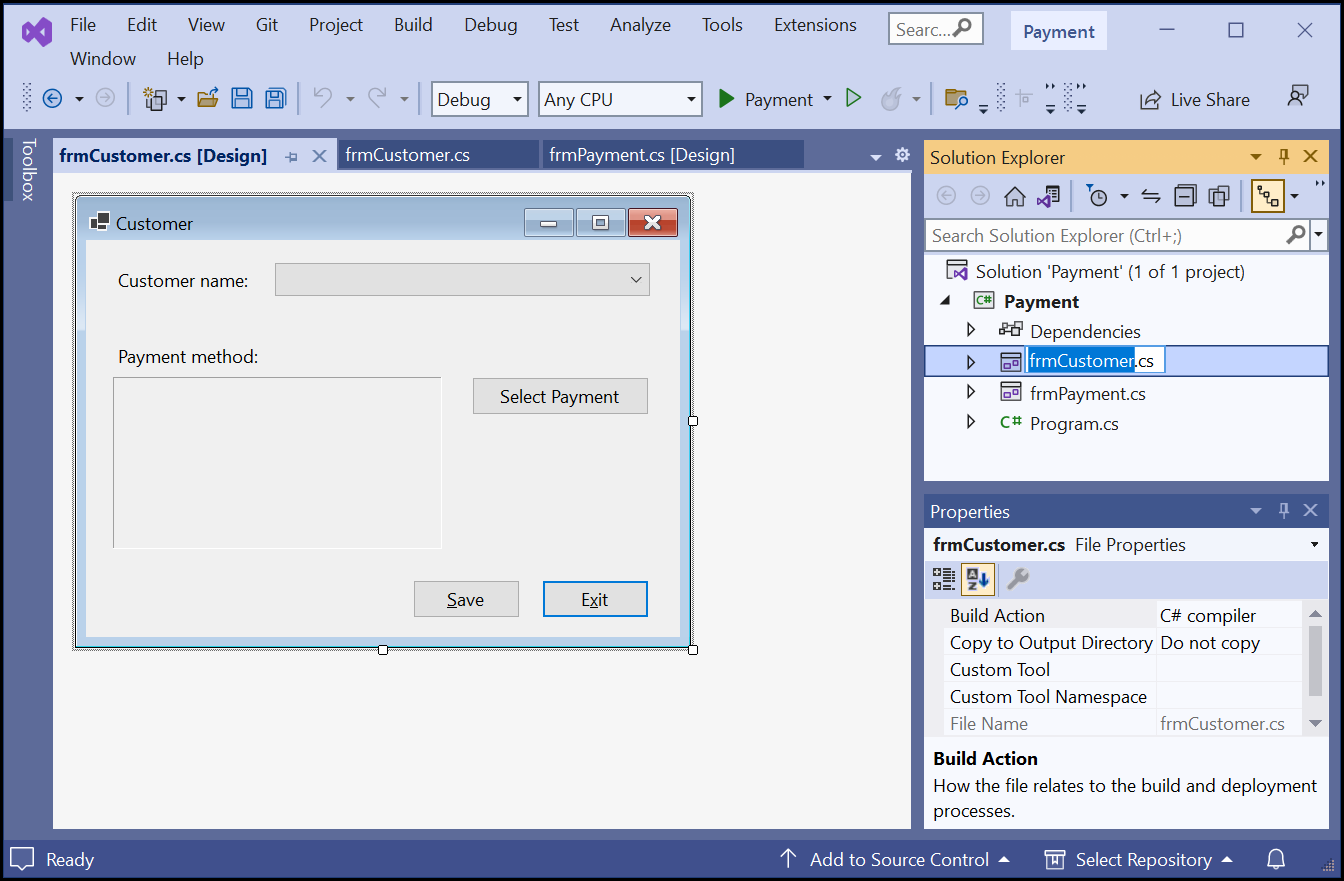 File Edit View Git Project Build Debug Test Analyze Tools Extensions Searc... Payment
Window Help
Debug Any CPU Payment Live Share
Toolbox
frmCustomer.cs [Design] frmCustomer.cs frmPayment.cs [Design]
Customer
Customer name:
Payment method:
Select Payment
Save Exit
Solution Explorer
Search Solution Explorer (Ctrl+;)
Solution 'Payment' (1 of 1 project)
C# Payment
Dependencies
frmCustomer.cs
frmPayment.cs
C# Program.cs
Properties
frmCustomer.cs File Properties
A Z
Build Action C# compiler
Copy to Output Directory Do not copy
Custom Tool
Custom Tool Namespace
File Name frmCustomer.cs
Build Action
How the file relates to the build and deployment
processes.
Ready Add to Source Control Select Repository